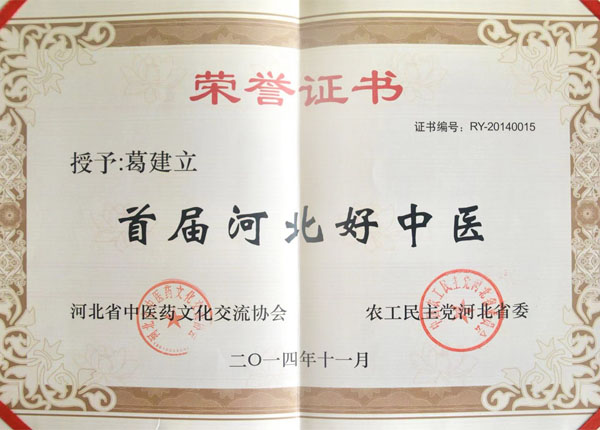 荣誉证书
证书编号：RY-20140015
授予:葛建立
首届河北好中医
河北省中医药文化交流协会
农工民主党河北省委
二〇一四年十一月